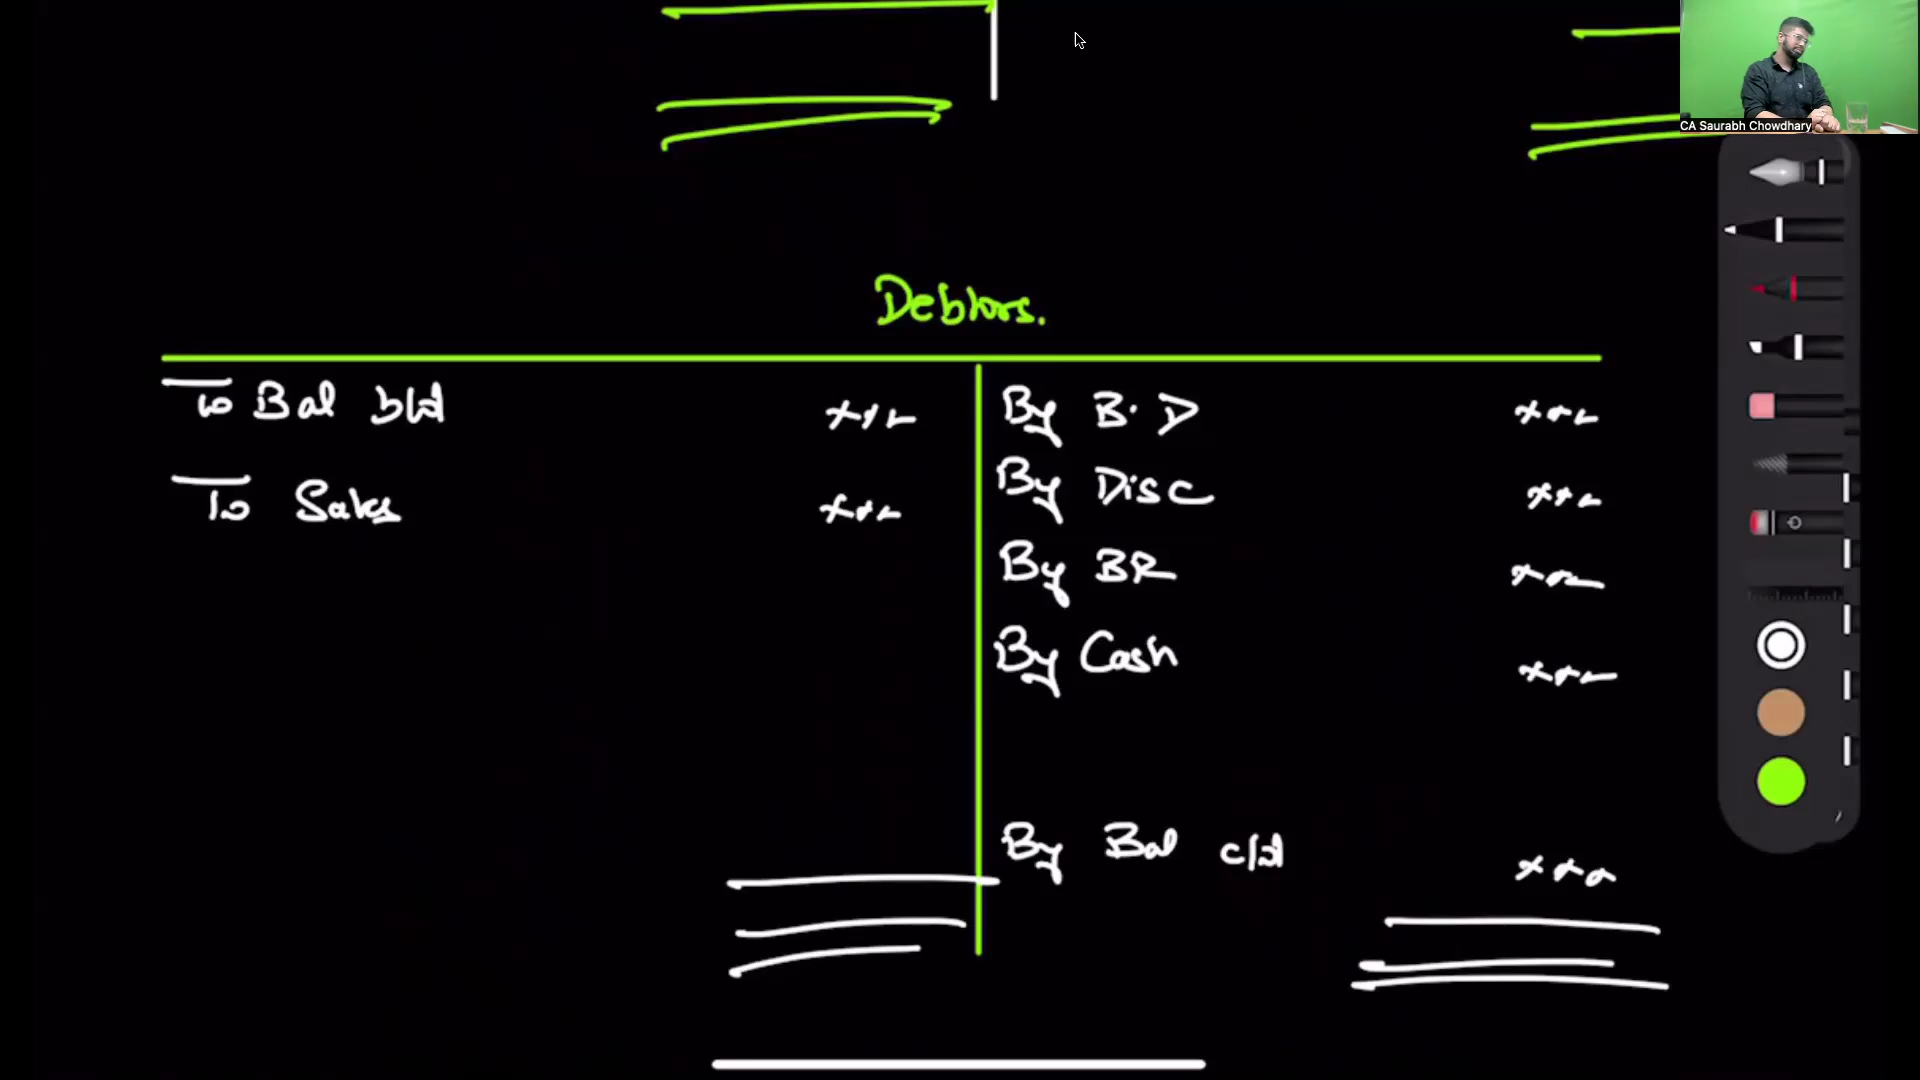 CA Saurabh Chowdhary
Debtors.
To Bal b/d xxx
To Sales xxx
By B.D xxx
By Disc xxx
By BR xxx
By Cash xxx
By Bal c/d xxx